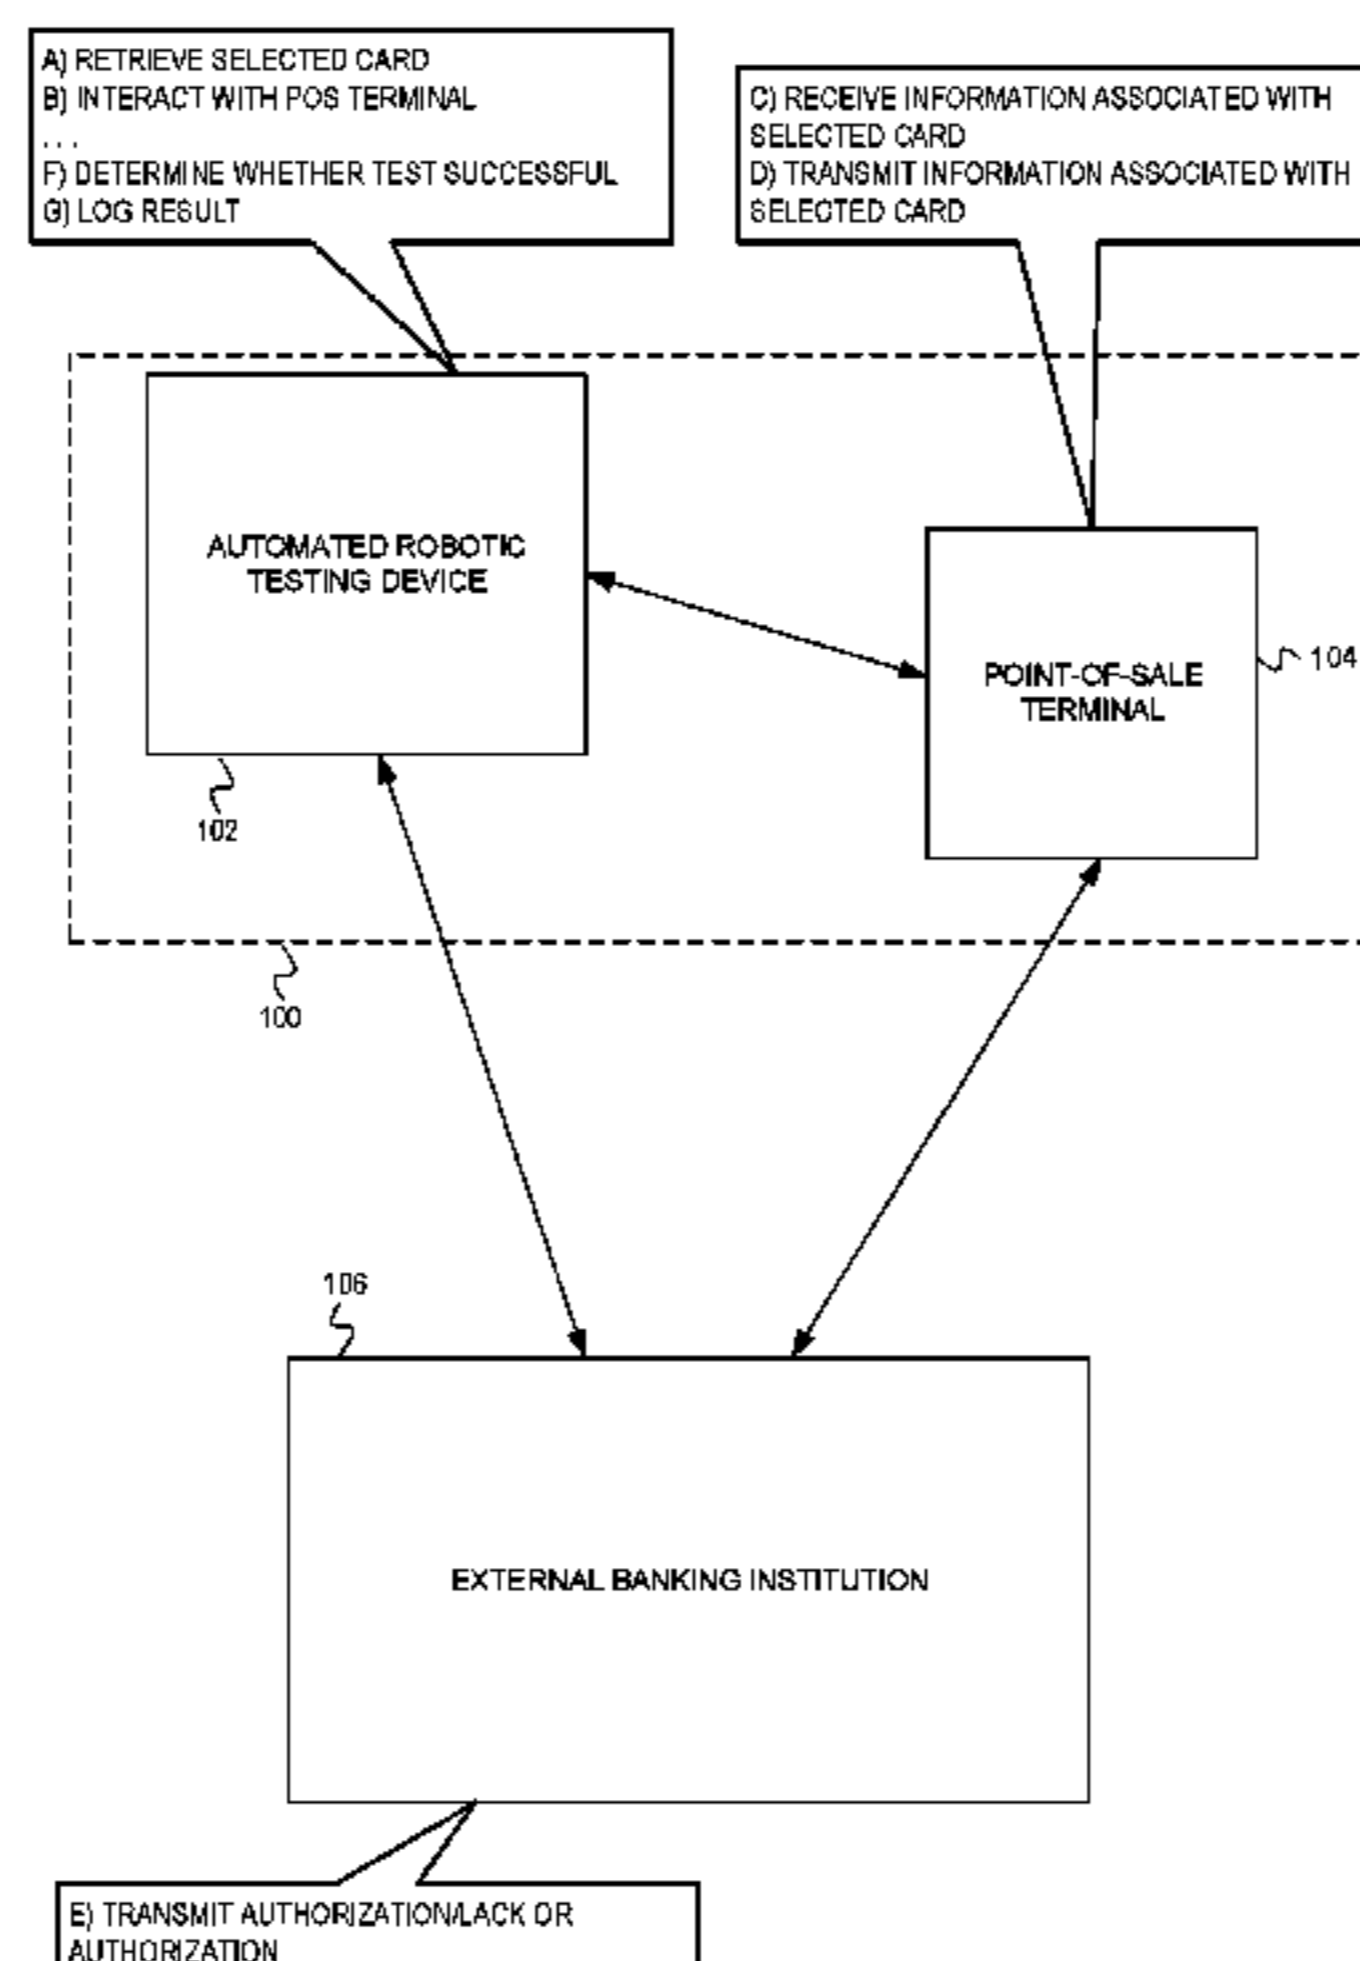 A) RETRIEVE SELECTED CARD
B) INTERACT WITH POS TERMINAL
...
F) DETERMINE WHETHER TEST SUCCESSFUL
G) LOG RESULT
C) RECEIVE INFORMATION ASSOCIATED WITH
SELECTED CARD
D) TRANSMIT INFORMATION ASSOCIATED WITH
SELECTED CARD
AUTOMATED ROBOTIC
TESTING DEVICE
POINT-OF-SALE
TERMINAL
104
102
100
106
EXTERNAL BANKING INSTITUTION
E) TRANSMIT AUTHORIZATION/LACK OR
AUTHORIZATION